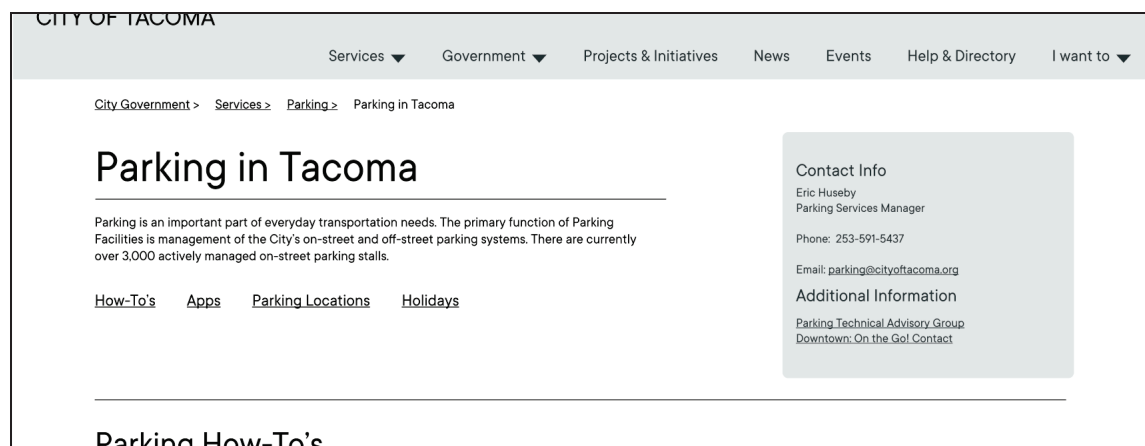 CITY OF TACOMA
Services Government Projects & Initiatives News Events Help & Directory I want to
City Government > Services > Parking > Parking in Tacoma
Parking in Tacoma
Parking is an important part of everyday transportation needs. The primary function of Parking
Facilities is management of the City's on-street and off-street parking systems. There are currently
over 3,000 actively managed on-street parking stalls.
How-To's Apps Parking Locations Holidays
Contact Info
Eric Huseby
Parking Services Manager
Phone: 253-591-5437
Email: parking@cityoftacoma.org
Additional Information
Parking Technical Advisory Group
Downtown: On the Go! Contact
Parking How-To's